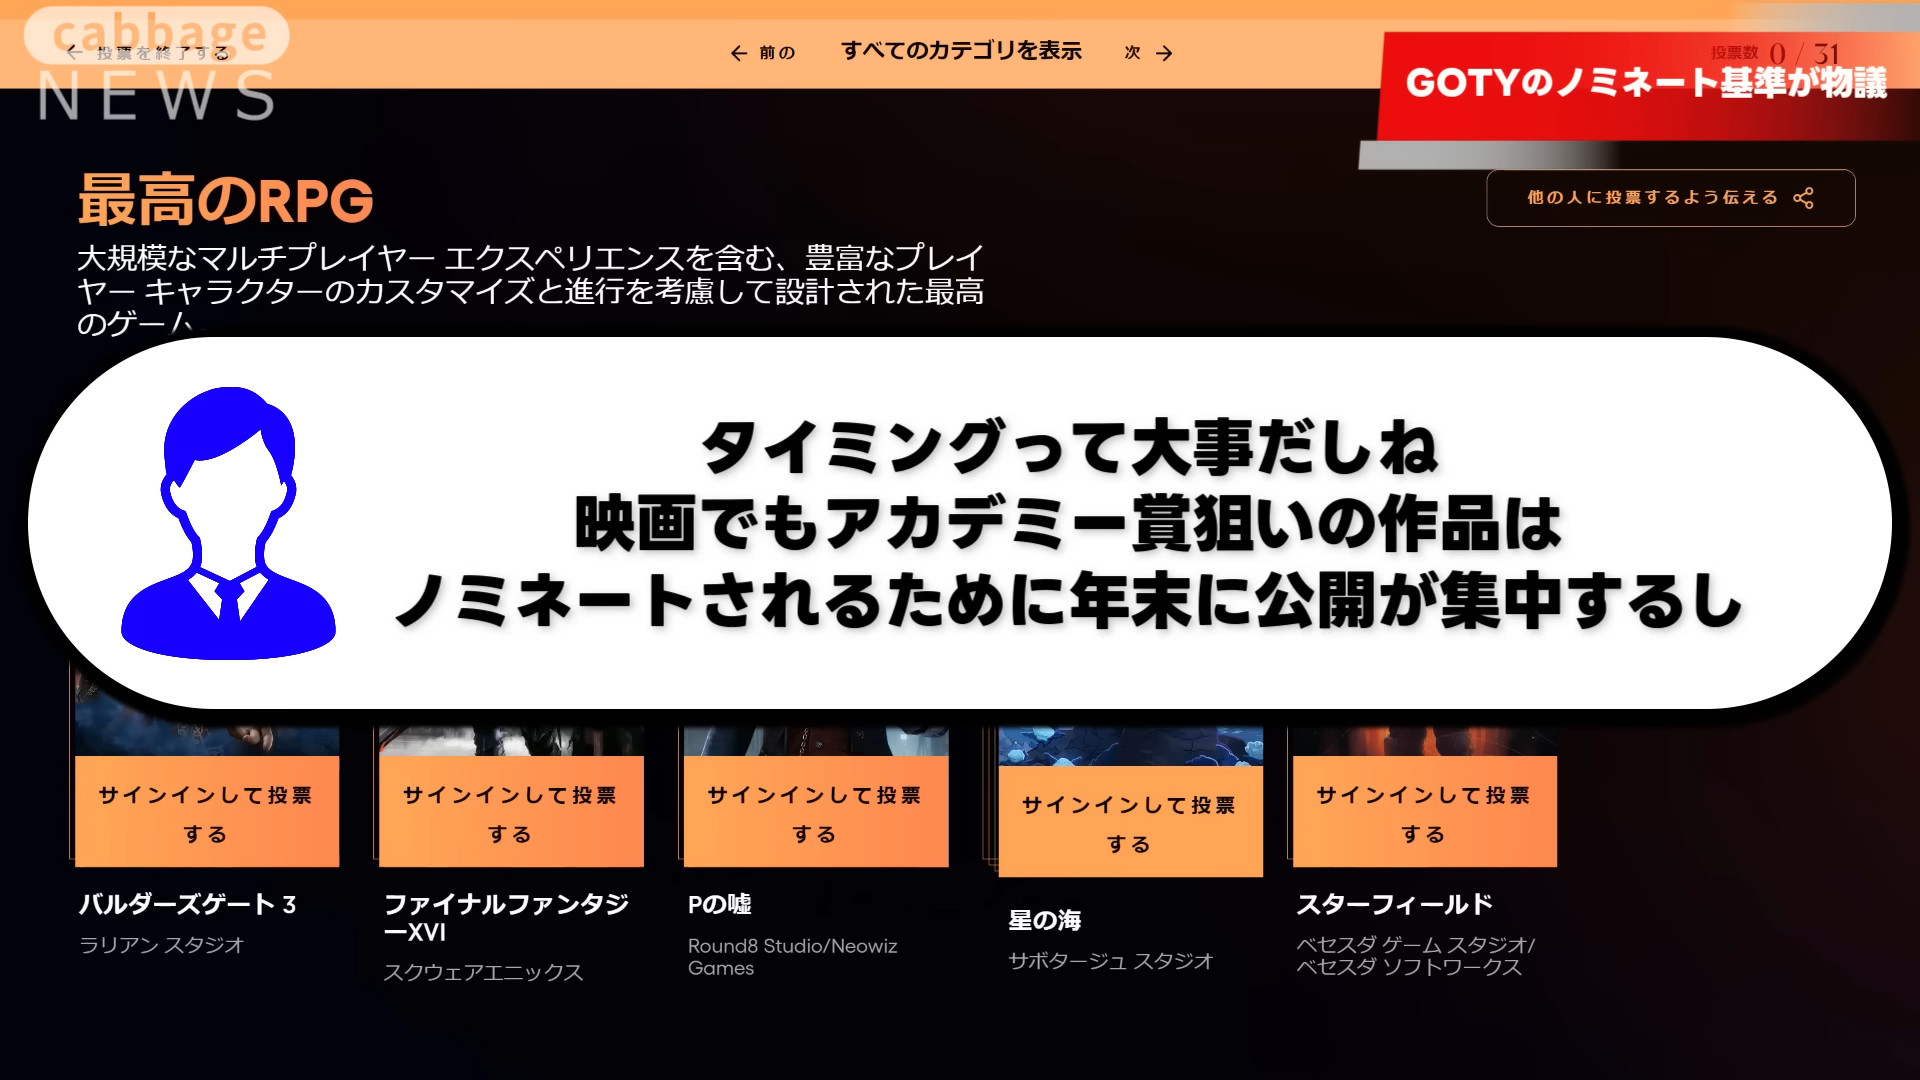 cabbage
NEWS
← 投票を終了する
← 前の
すべてのカテゴリを表示
次 →
投票数 0 / 31
GOTYのノミネート基準が物議
最高のRPG
他の人に投票するよう伝える
大規模なマルチプレイヤー エクスペリエンスを含む、豊富なプレイ
ヤー キャラクターのカスタマイズと進行を考慮して設計された最高
のゲーム。
タイミングって大事だしね
映画でもアカデミー賞狙いの作品は
ノミネートされるために年末に公開が集中するし
サインインして投票
する
サインインして投票
する
サインインして投票
する
サインインして投票
する
サインインして投票
する
バルダーズゲート 3
ラリアン スタジオ
ファイナルファンタジ
ーXVI
スクウェアエニックス
Pの嘘
Round8 Studio/Neowiz
Games
星の海
サボタージュ スタジオ
スターフィールド
ベセスダ ゲーム スタジオ/
ベセスダ ソフトワークス